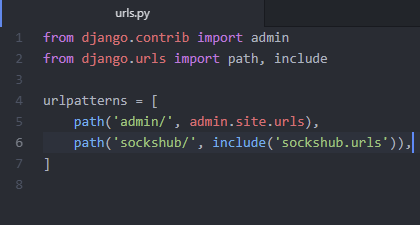 urls.py
1 from django.contrib import admin
2 from django.urls import path, include
3
4 urlpatterns = [
5     path('admin/', admin.site.urls),
6     path('sockshub/', include('sockshub.urls')),
7 ]
8